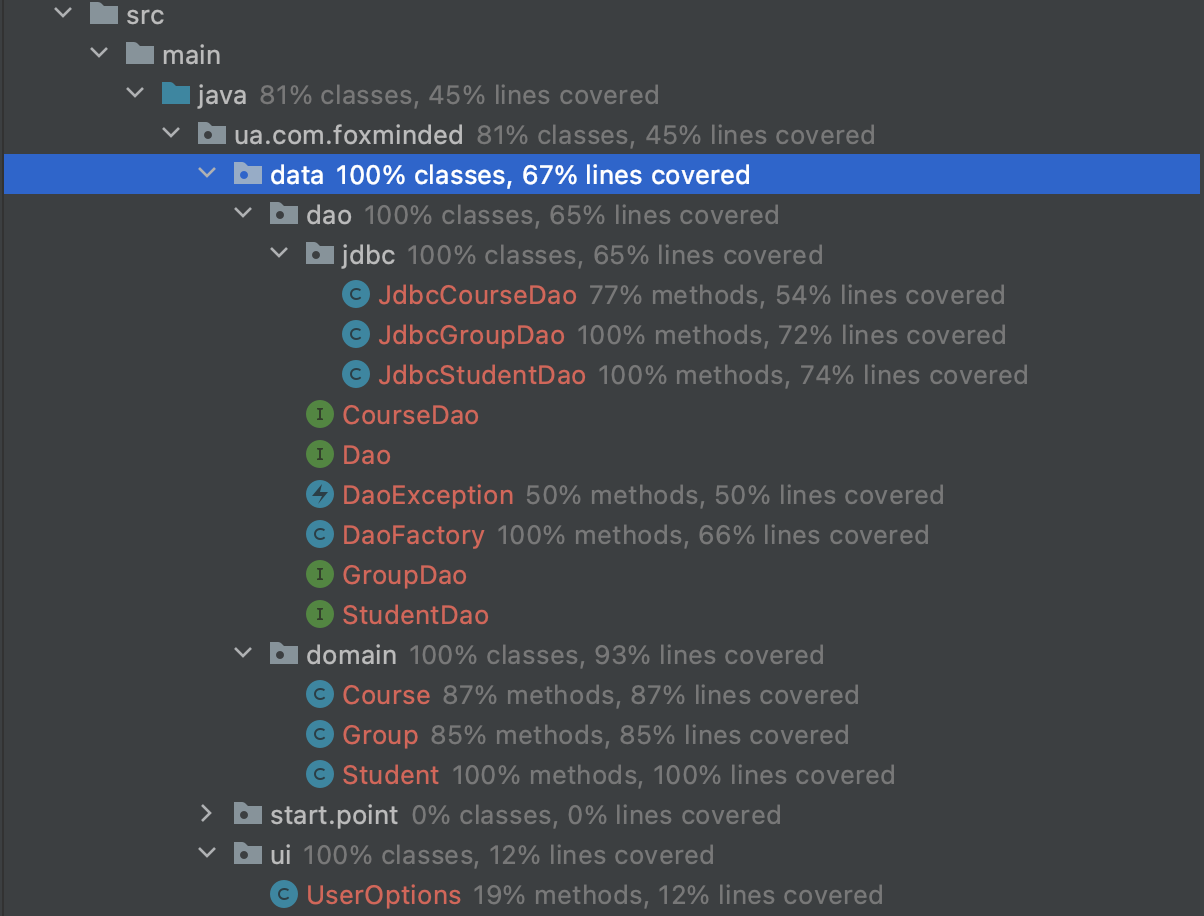 src
main
java 81% classes, 45% lines covered
ua.com.foxminded 81% classes, 45% lines covered
data 100% classes, 67% lines covered
dao 100% classes, 65% lines covered
jdbc 100% classes, 65% lines covered
C JdbcCourseDao 77% methods, 54% lines covered
C JdbcGroupDao 100% methods, 72% lines covered
C JdbcStudentDao 100% methods, 74% lines covered
I CourseDao
I Dao
DaoException 50% methods, 50% lines covered
C DaoFactory 100% methods, 66% lines covered
I GroupDao
I StudentDao
domain 100% classes, 93% lines covered
C Course 87% methods, 87% lines covered
C Group 85% methods, 85% lines covered
C Student 100% methods, 100% lines covered
start.point 0% classes, 0% lines covered
ui 100% classes, 12% lines covered
C UserOptions 19% methods, 12% lines covered